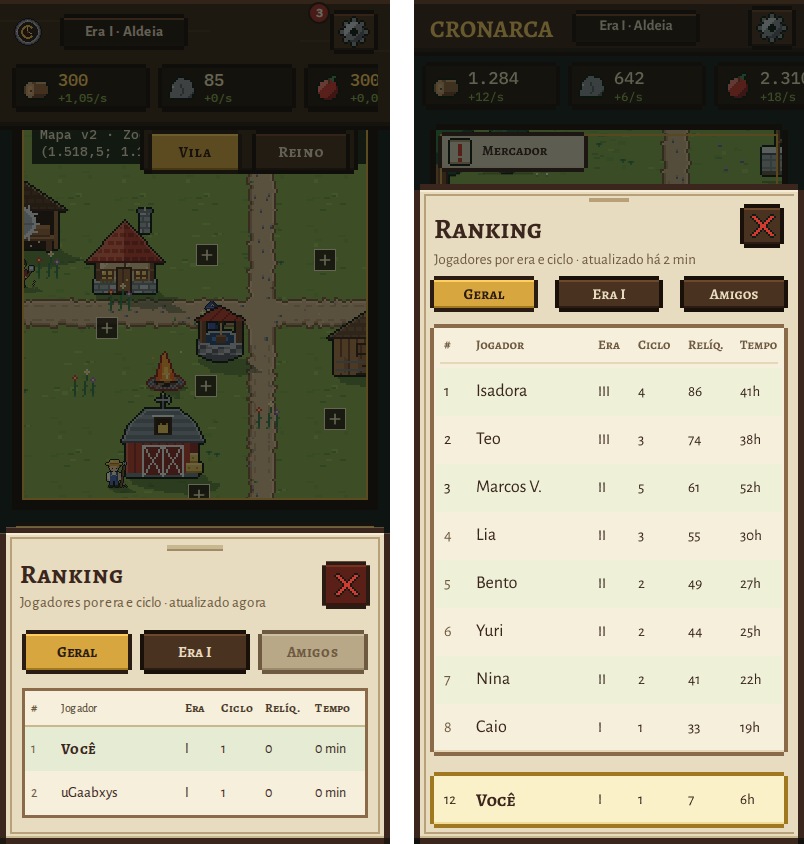 Era I · Aldeia
3
300
+1,05/s
85
+0/s
300
+0,0
Mapa v2 · Zo
(1.518,5; 1.1
Vila
Reino
Ranking
Jogadores por era e ciclo · atualizado agora
Geral
Era I
Amigos
# Jogador Era Ciclo Relíq. Tempo
1 Você I 1 0 0 min
2 uGaabxys I 1 0 0 min
CRONARCA
Era I · Aldeia
1.284
+12/s
642
+6/s
2.310
+18/s
Mercador
Ranking
Jogadores por era e ciclo · atualizado há 2 min
Geral
Era I
Amigos
# Jogador Era Ciclo Relíq. Tempo
1 Isadora III 4 86 41h
2 Teo III 3 74 38h
3 Marcos V. II 5 61 52h
4 Lia II 3 55 30h
5 Bento II 2 49 27h
6 Yuri II 2 44 25h
7 Nina II 2 41 22h
8 Caio I 1 33 19h
12 Você I 1 7 6h